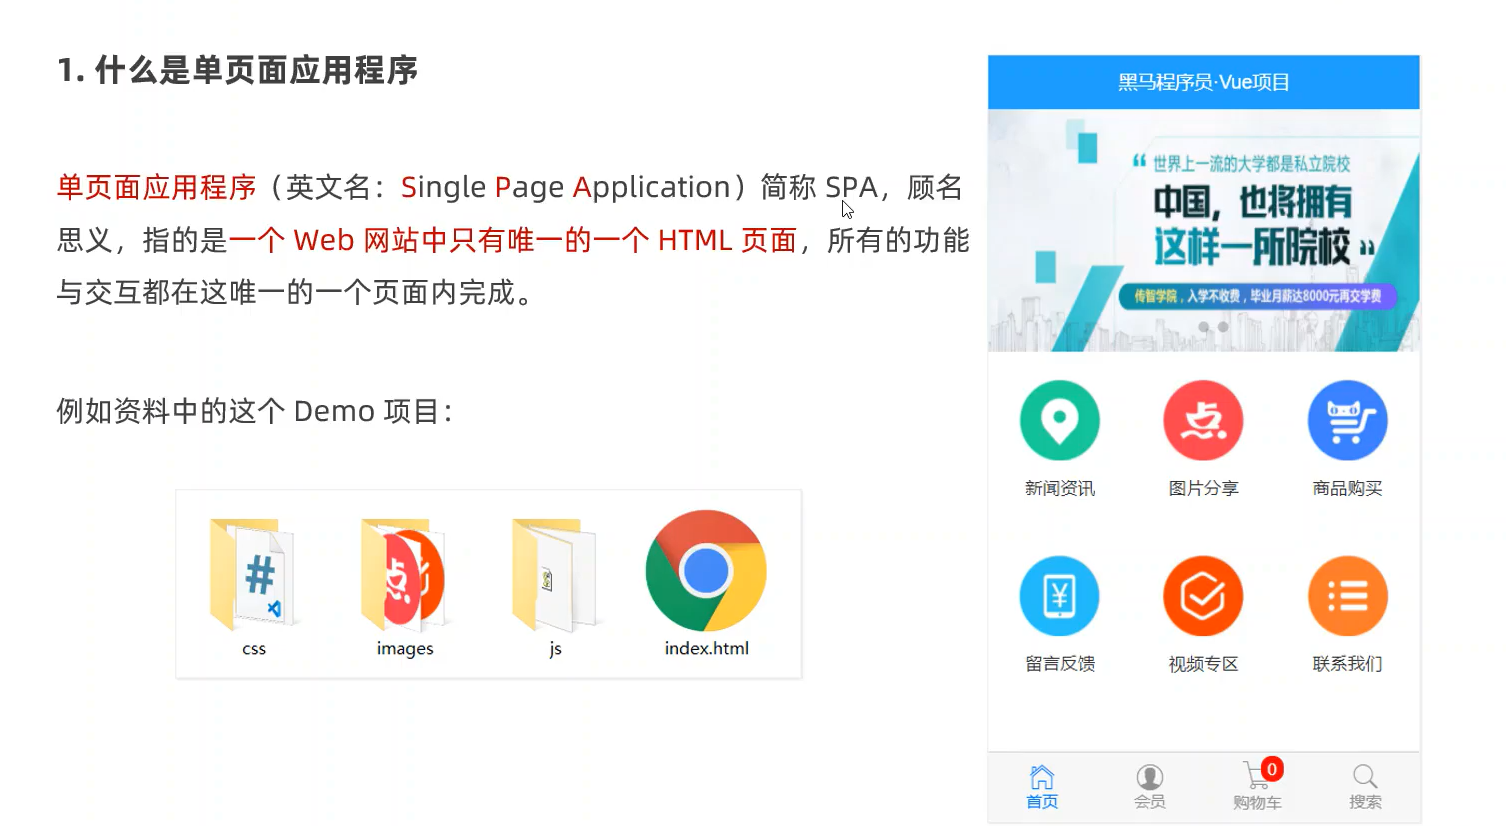 1. 什么是单页面应用程序
单页面应用程序（英文名：Single Page Application）简称 SPA，顾名
思义，指的是一个 Web 网站中只有唯一的一个 HTML 页面，所有的功能
与交互都在这唯一的一个页面内完成。
例如资料中的这个 Demo 项目：
css
images
js
index.html
黑马程序员·Vue项目
“世界上一流的大学都是私立院校
中国，也将拥有
这样一所院校”
传智学院，入学不收费，毕业月薪达8000元再交学费
点
新闻资讯
图片分享
商品购买
留言反馈
视频专区
联系我们
0
首页
会员
购物车
搜索